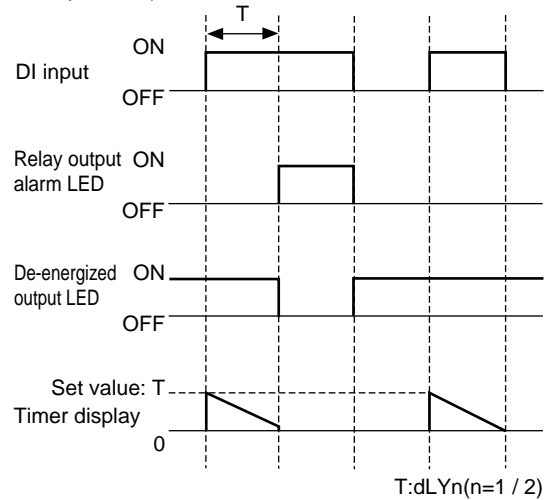 T
ON
DI input
OFF
Relay output ON
alarm LED
OFF
De-energized ON
output LED
OFF
Set value: T
Timer display
0
T:dLYn(n=1 / 2)